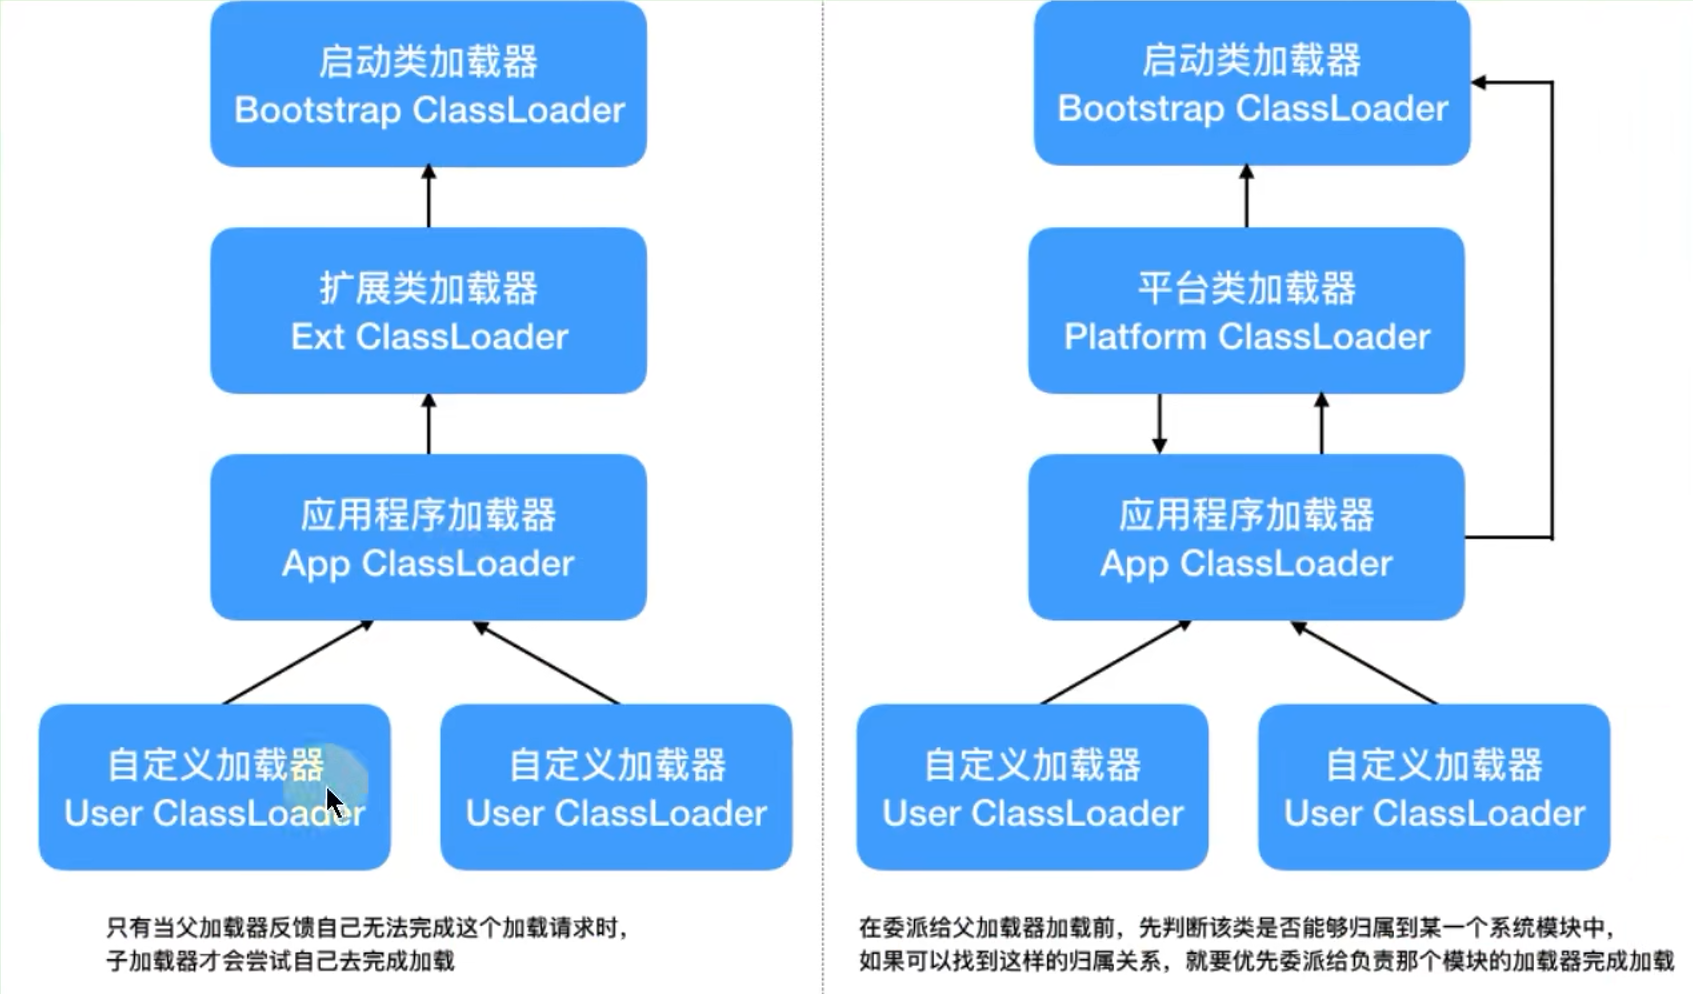 启动类加载器
Bootstrap ClassLoader
扩展类加载器
Ext ClassLoader
应用程序加载器
App ClassLoader
自定义加载器
User ClassLoader
自定义加载器
User ClassLoader
只有当父加载器反馈自己无法完成这个加载请求时，
子加载器才会尝试自己去完成加载
启动类加载器
Bootstrap ClassLoader
平台类加载器
Platform ClassLoader
应用程序加载器
App ClassLoader
自定义加载器
User ClassLoader
自定义加载器
User ClassLoader
在委派给父加载器加载前，先判断该类是否能够归属到某一个系统模块中，
如果可以找到这样的归属关系，就要优先委派给负责那个模块的加载器完成加载